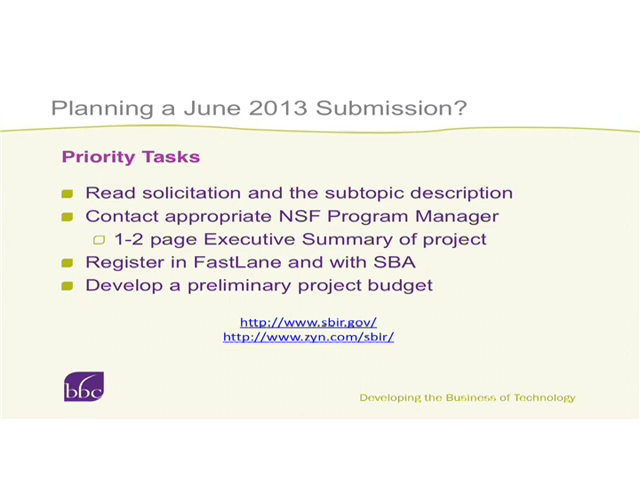 Planning a June 2013 Submission?
Priority Tasks
Read solicitation and the subtopic description
Contact appropriate NSF Program Manager
1-2 page Executive Summary of project
Register in FastLane and with SBA
Develop a preliminary project budget
http://www.sbir.gov/
http://www.zyn.com/sbir/
bbc
Developing the Business of Technology